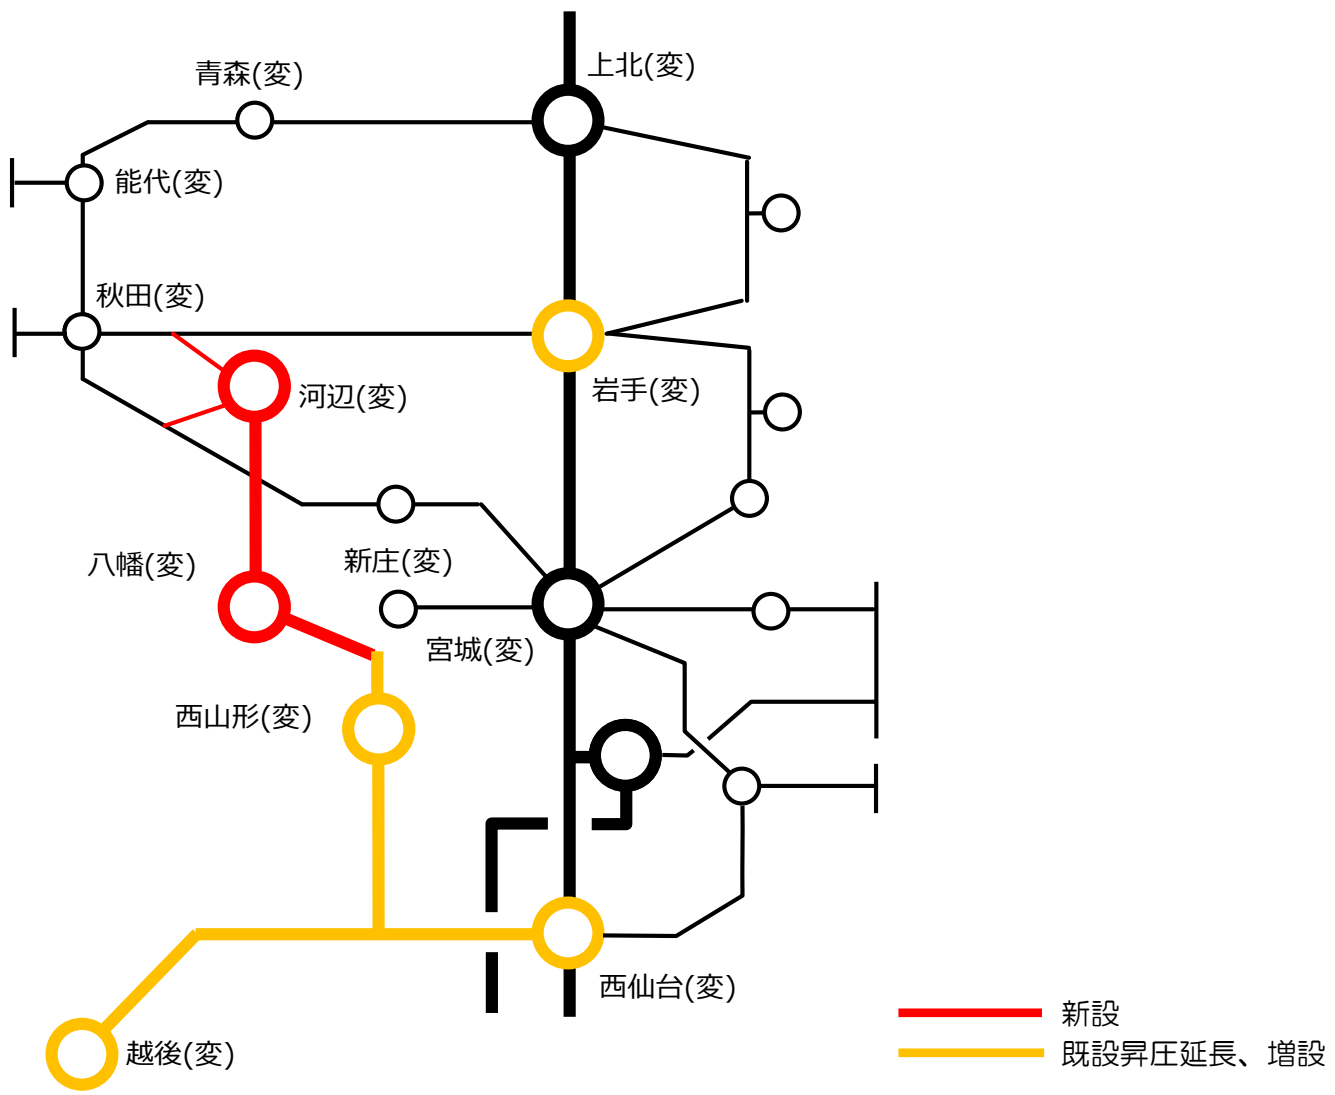 上北(変)
青森(変)
能代(変)
秋田(変)
河辺(変)
岩手(変)
八幡(変)
新庄(変)
宮城(変)
西山形(変)
西仙台(変)
越後(変)
新設
既設昇圧延長、増設